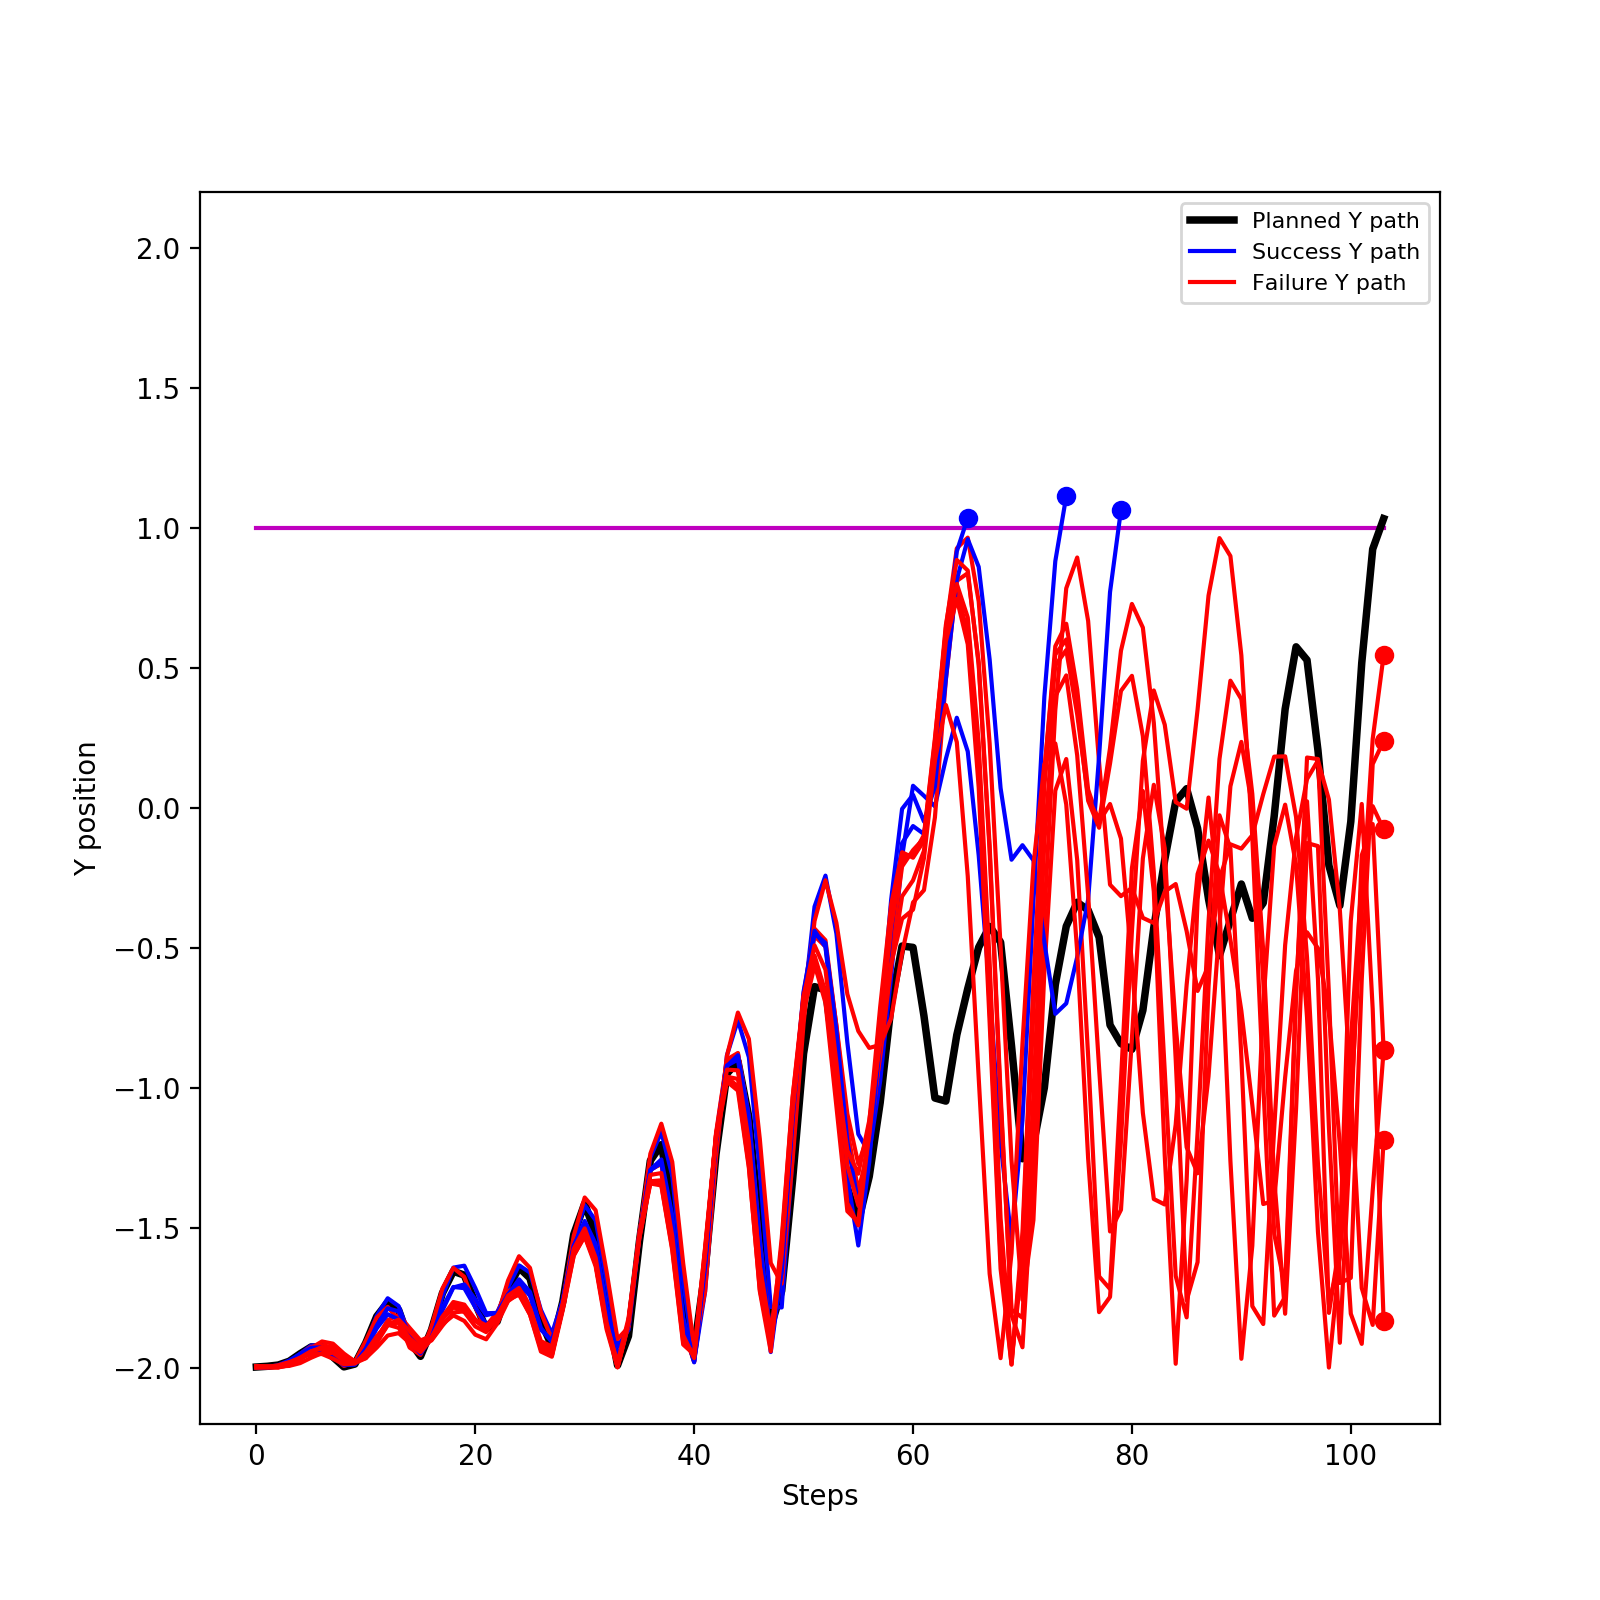 Planned Y path
Success Y path
Failure Y path
2.0
1.5
1.0
0.5
0.0
−0.5
−1.0
−1.5
−2.0
Y position
0 20 40 60 80 100
Steps